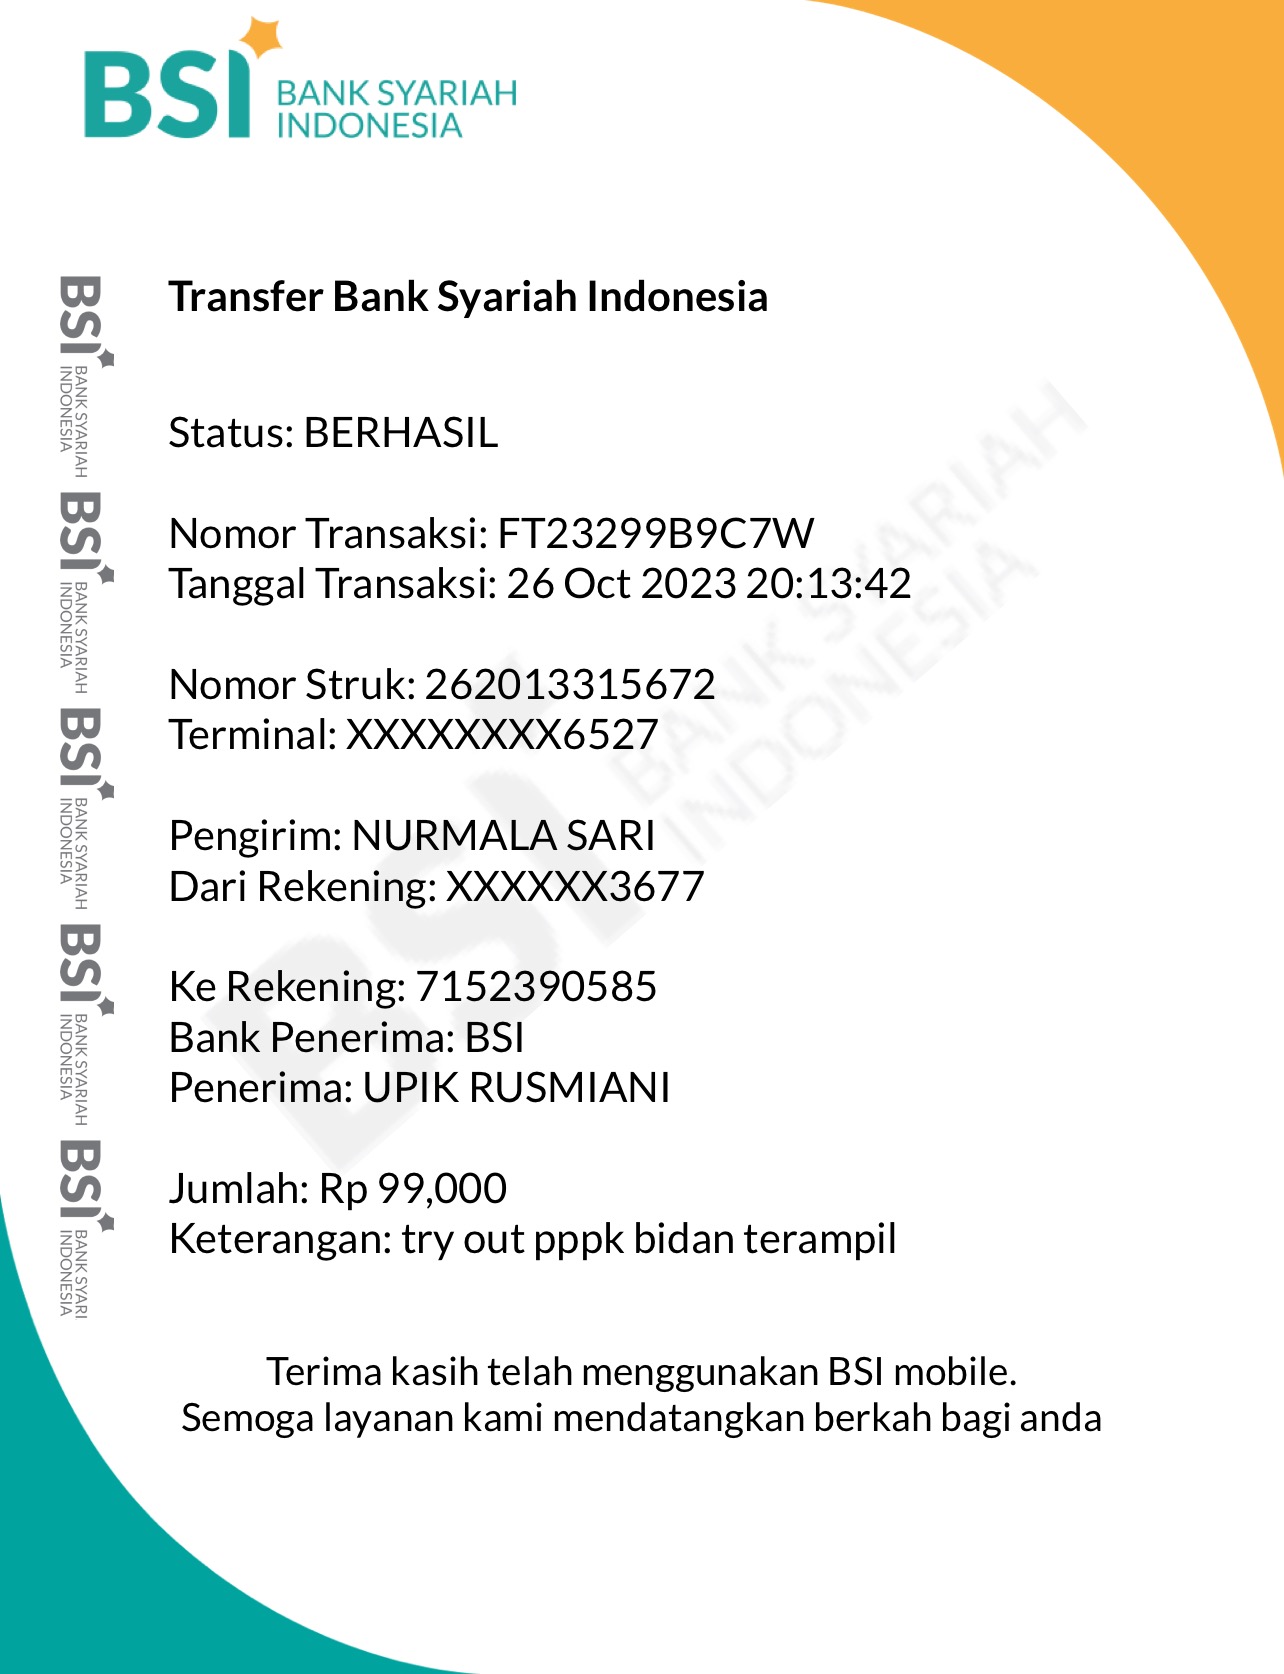 BSI BANK SYARIAH
INDONESIA
Transfer Bank Syariah Indonesia
Status: BERHASIL
Nomor Transaksi: FT23299B9C7W
Tanggal Transaksi: 26 Oct 2023 20:13:42
Nomor Struk: 262013315672
Terminal: XXXXXXXX6527
Pengirim: NURMALA SARI
Dari Rekening: XXXXXX3677
Ke Rekening: 7152390585
Bank Penerima: BSI
Penerima: UPIK RUSMIANI
Jumlah: Rp 99,000
Keterangan: try out pppk bidan terampil
Terima kasih telah menggunakan BSI mobile.
Semoga layanan kami mendatangkan berkah bagi anda
BSI BANK SYARIAH
INDONESIA
BSI BANK SYARIAH
INDONESIA
BSI BANK SYARIAH
INDONESIA
BSI BANK SYARIAH
INDONESIA
BSI BANK SYARI
INDONESIA
BSI BANK SYARIAH
INDONESIA